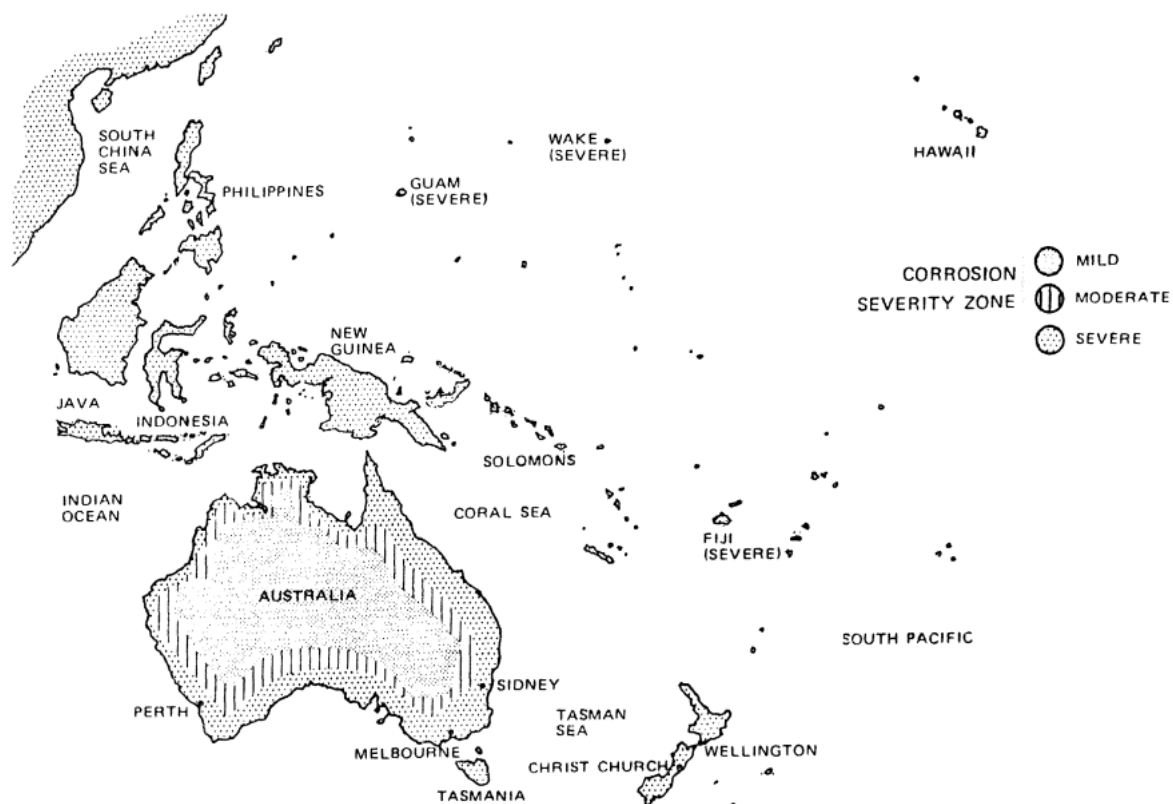 SOUTH
CHINA
SEA
PHILIPPINES
GUAM
(SEVERE)
WAKE
(SEVERE)
HAWAII
CORROSION
SEVERITY ZONE
MILD
MODERATE
SEVERE
NEW
GUINEA
JAVA
INDONESIA
SOLOMONS
INDIAN
OCEAN
CORAL SEA
FIJI
(SEVERE)
AUSTRALIA
SOUTH PACIFIC
PERTH
SIDNEY
TASMAN
SEA
MELBOURNE
WELLINGTON
CHRIST CHURCH
TASMANIA